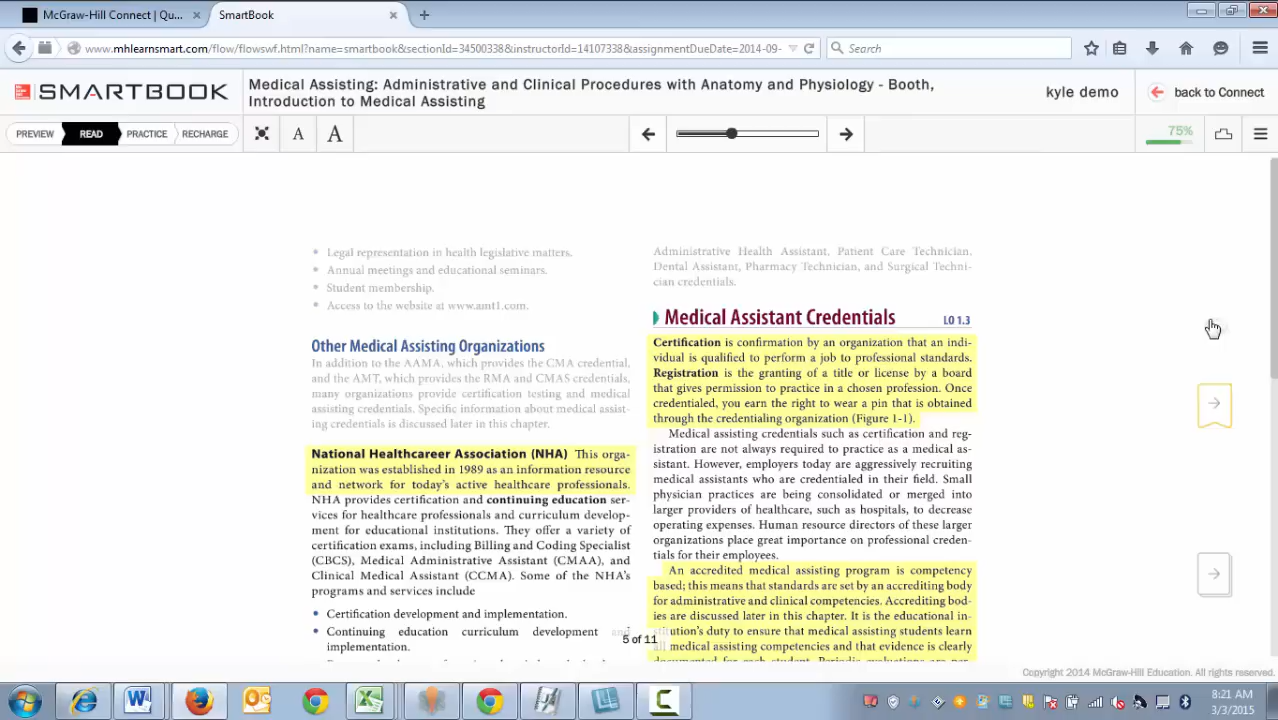 McGraw-Hill Connect | Qu...
SmartBook
www.mhlearnsmart.com/flow/flowswf.html?name=smartbook&sectionId=34500338&instructorId=14107338&assignmentDueDate=2014-09-
Search
SMARTBOOK
Medical Assisting: Administrative and Clinical Procedures with Anatomy and Physiology - Booth,
Introduction to Medical Assisting
kyle demo
back to Connect
PREVIEW
READ
PRACTICE
RECHARGE
A
A
75%
Legal representation in health legislative matters.
Annual meetings and educational seminars.
Student membership.
Access to the website at www.amt1.com.
Other Medical Assisting Organizations
In addition to the AAMA, which provides the CMA credential,
and the AMT, which provides the RMA and CMAS credentials,
many organizations provide certification testing and medical
assisting credentials. Specific information about medical assist-
ing credentials is discussed later in this chapter.
National Healthcareer Association (NHA) This orga-
nization was established in 1989 as an information resource
and network for today's active healthcare professionals.
NHA provides certification and continuing education ser-
vices for healthcare professionals and curriculum develop-
ment for educational institutions. They offer a variety of
certification exams, including Billing and Coding Specialist
(CBCS), Medical Administrative Assistant (CMAA), and
Clinical Medical Assistant (CCMA). Some of the NHA's
programs and services include
Certification development and implementation.
Continuing education curriculum development and
implementation.
Administrative Health Assistant, Patient Care Technician,
Dental Assistant, Pharmacy Technician, and Surgical Techni-
cian credentials.
Medical Assistant Credentials LO 1.3
Certification is confirmation by an organization that an indi-
vidual is qualified to perform a job to professional standards.
Registration is the granting of a title or license by a board
that gives permission to practice in a chosen profession. Once
credentialed, you earn the right to wear a pin that is obtained
through the credentialing organization (Figure 1-1).
Medical assisting credentials such as certification and reg-
istration are not always required to practice as a medical as-
sistant. However, employers today are aggressively recruiting
medical assistants who are credentialed in their field. Small
physician practices are being consolidated or merged into
larger providers of healthcare, such as hospitals, to decrease
operating expenses. Human resource directors of these larger
organizations place great importance on professional creden-
tials for their employees.
An accredited medical assisting program is competency
based; this means that standards are set by an accrediting body
for administrative and clinical competencies. Accrediting bod-
ies are discussed later in this chapter. It is the educational in-
stitution's duty to ensure that medical assisting students learn
all medical assisting competencies and that evidence is clearly
documented for each student. Periodic evaluations are per-
5 of 11
Copyright 2014 McGraw-Hill Education. All rights reserved.
8:21 AM
3/3/2015